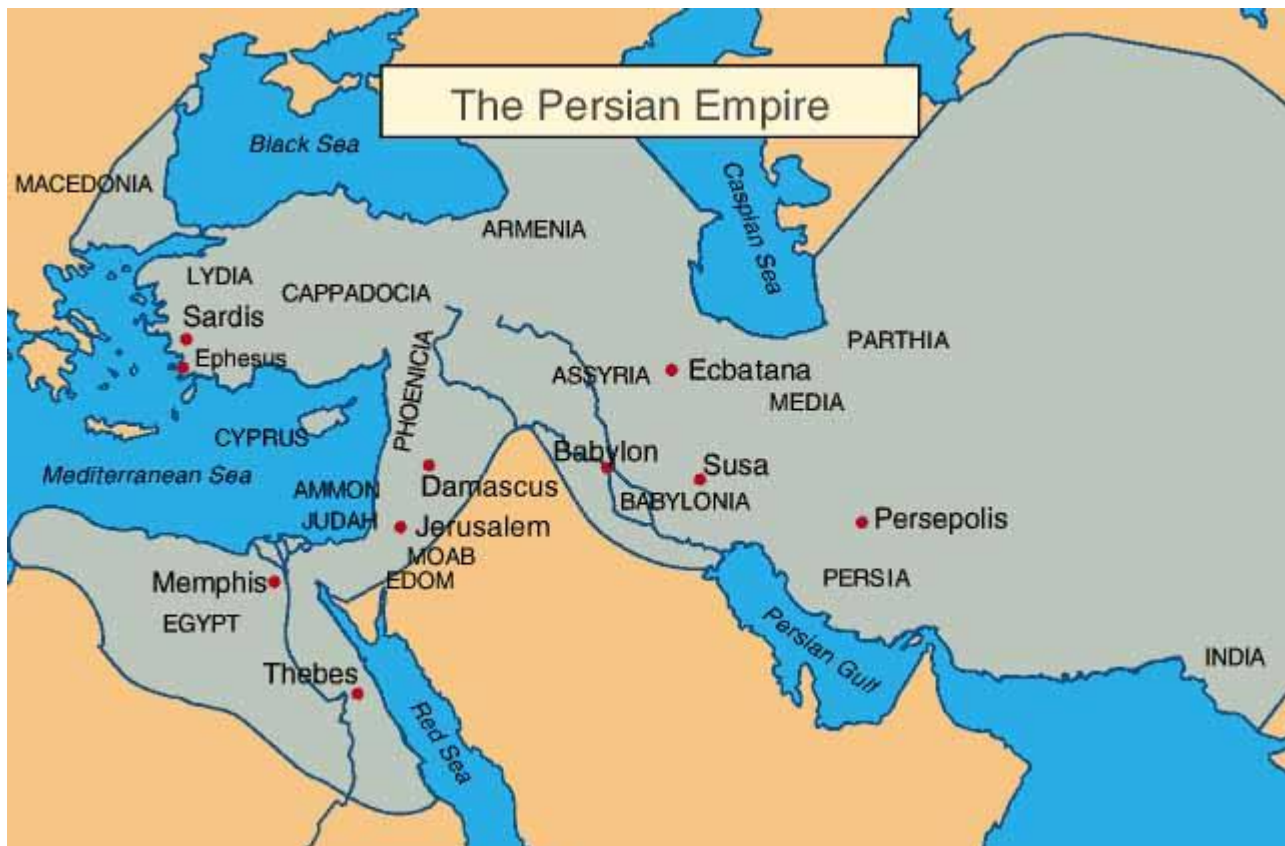 The Persian Empire
Black Sea
Caspian Sea
MACEDONIA
ARMENIA
LYDIA
CAPPADOCIA
Sardis
Ephesus
PARTHIA
PHOENICIA
ASSYRIA
Ecbatana
MEDIA
CYPRUS
Mediterranean Sea
Babylon
Susa
AMMON
Damascus
BABYLONIA
JUDAH
Jerusalem
Persepolis
MOAB
EDOM
Memphis
PERSIA
EGYPT
Persian Gulf
INDIA
Thebes
Red Sea